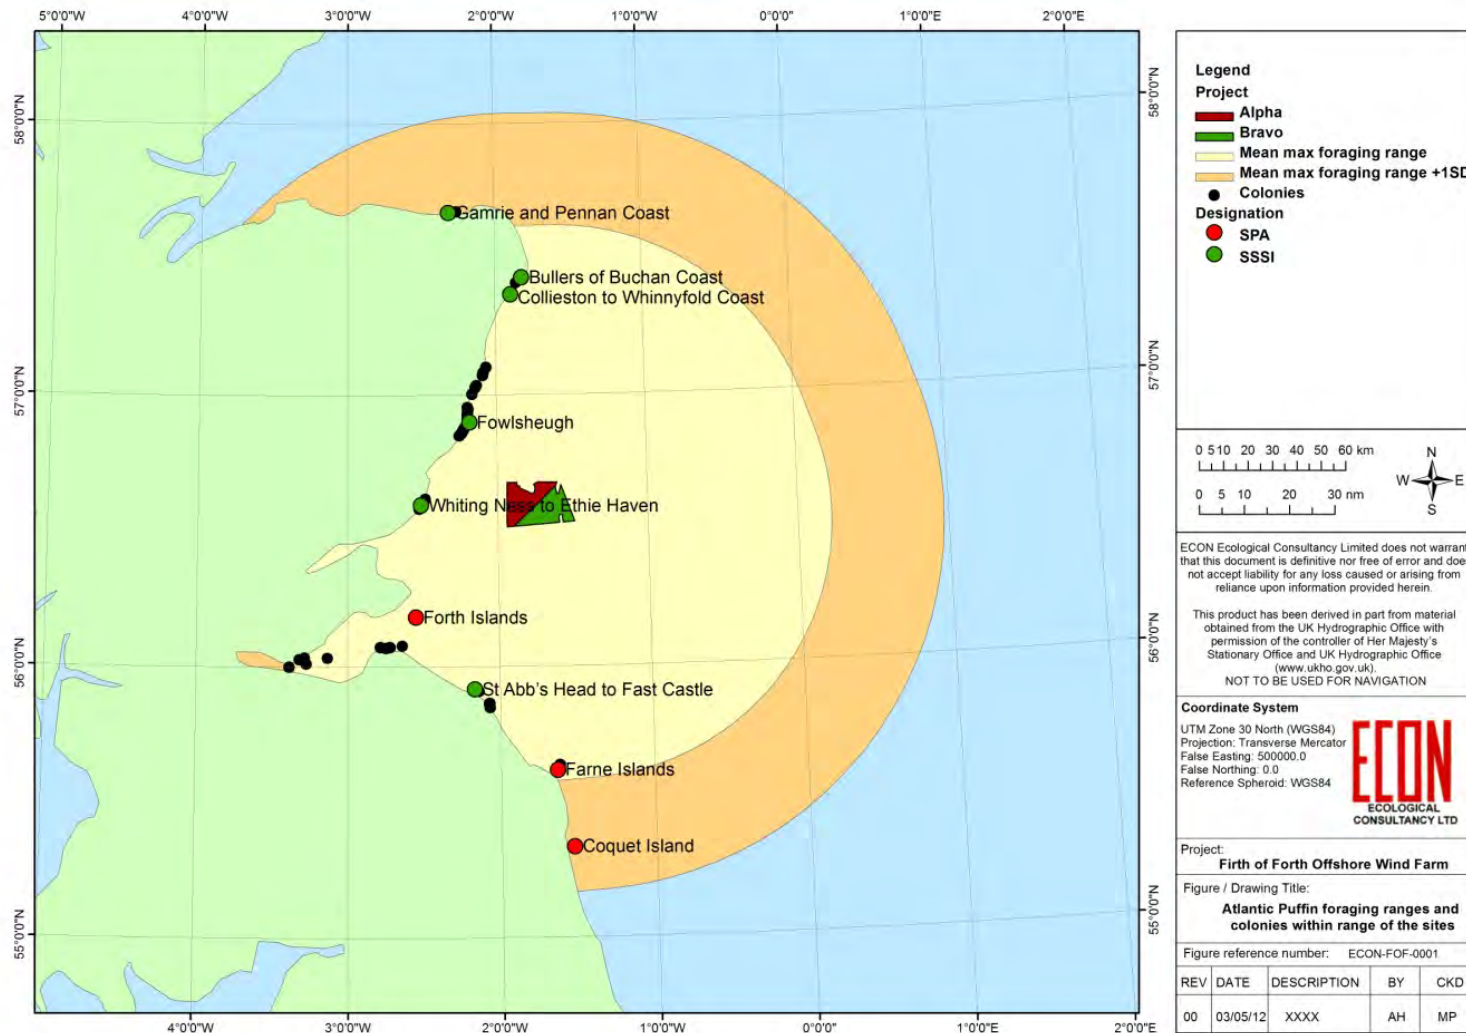 5°0'0"W 4°0'0"W 3°0'0"W 2°0'0"W 1°0'0"W 0°0'0"E 1°0'0"E 2°0'0"E
58°0'0"N
57°0'0"N
56°0'0"N
55°0'0"N
Gamrie and Pennan Coast
Bullers of Buchan Coast
Collieston to Whinnyfold Coast
Fowlsheugh
Whiting Ness to Ethie Haven
Forth Islands
St Abb's Head to Fast Castle
Farne Islands
Coquet Island
58°0'0"N
57°0'0"N
56°0'0"N
55°0'0"N
4°0'0"W 3°0'0"W 2°0'0"W 1°0'0"W 0°0'0" 1°0'0"E 2°0'0"E
Legend
Project
Alpha
Bravo
Mean max foraging range
Mean max foraging range +1SD
Colonies
Designation
SPA
SSSI
0 5 10 20 30 40 50 60 km
0 5 10 20 30 nm
N
W E
S
ECON Ecological Consultancy Limited does not warrant
that this document is definitive nor free of error and does
not accept liability for any loss caused or arising from
reliance upon information provided herein.
This product has been derived in part from material
obtained from the UK Hydrographic Office with
permission of the controller of Her Majesty's
Stationary Office and UK Hydrographic Office
(www.ukho.gov.uk).
NOT TO BE USED FOR NAVIGATION
Coordinate System
UTM Zone 30 North (WGS84)
Projection: Transverse Mercator
False Easting: 500000.0
False Northing: 0.0
Reference Spheroid: WGS84
ECON
ECOLOGICAL
CONSULTANCY LTD
Project:
Firth of Forth Offshore Wind Farm
Figure / Drawing Title:
Atlantic Puffin foraging ranges and
colonies within range of the sites
Figure reference number: ECON-FOF-0001
REV DATE DESCRIPTION BY CKD
00 03/05/12 XXXX AH MP